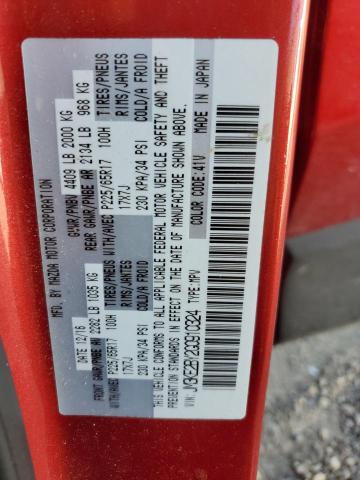 MFD. BY MAZDA MOTOR CORPORATION
DATE: 12/16 GVWR/PNBV 4409 LB 2000 KG
FRONT GAWR/PNBE AV 2282 LB 1035 KG REAR GAWR/PNBE AR 2134 LB 968 KG
WITH/AVEC TIRES/PNEUS RIMS/JANTES COLD/A FROID WITH/AVEC TIRES/PNEUS RIMS/JANTES COLD/A FROID
P225/65R17 100H 17X7J 230 KPA/34 PSI P225/65R17 100H 17X7J 230 KPA/34 PSI
THIS VEHICLE CONFORMS TO ALL APPLICABLE FEDERAL MOTOR VEHICLE SAFETY AND THEFT
PREVENTION STANDARDS IN EFFECT ON THE DATE OF MANUFACTURE SHOWN ABOVE.
TYPE: MPV COLOR CODE: 41V MADE IN JAPAN